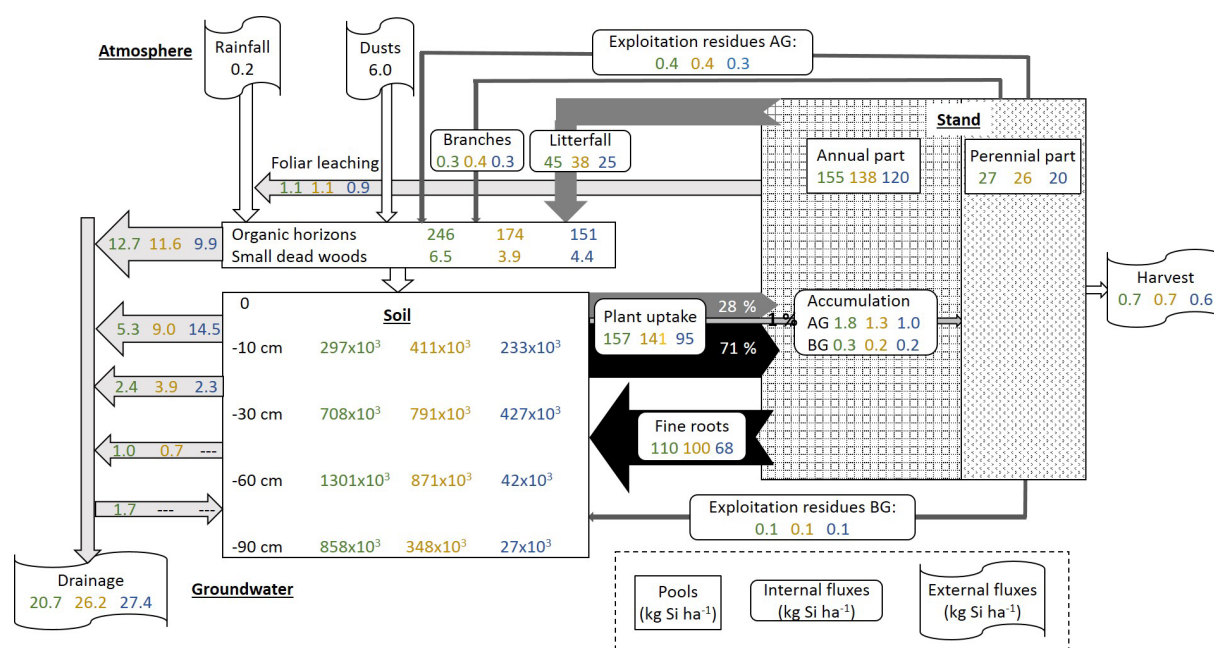 Atmosphere
Rainfall
0.2
Dusts
6.0
Exploitation residues AG:
0.4 0.4 0.3
Stand
Branches
0.3 0.4 0.3
Litterfall
45 38 25
Annual part
155 138 120
Perennial part
27 26 20
Foliar leaching
1.1 1.1 0.9
Organic horizons 246 174 151
Small dead woods 6.5 3.9 4.4
12.7 11.6 9.9
0
Soil
-10 cm 297x10³ 411x10³ 233x10³
-30 cm 708x10³ 791x10³ 427x10³
-60 cm 1301x10³ 871x10³ 42x10³
-90 cm 858x10³ 348x10³ 27x10³
5.3 9.0 14.5
2.4 3.9 2.3
1.0 0.7 ---
1.7 --- ---
Plant uptake
157 141 95
28 %
1 %
71 %
Accumulation
AG 1.8 1.3 1.0
BG 0.3 0.2 0.2
Harvest
0.7 0.7 0.6
Fine roots
110 100 68
Exploitation residues BG:
0.1 0.1 0.1
Drainage
20.7 26.2 27.4
Groundwater
Pools
(kg Si ha⁻¹)
Internal fluxes
(kg Si ha⁻¹)
External fluxes
(kg Si ha⁻¹)